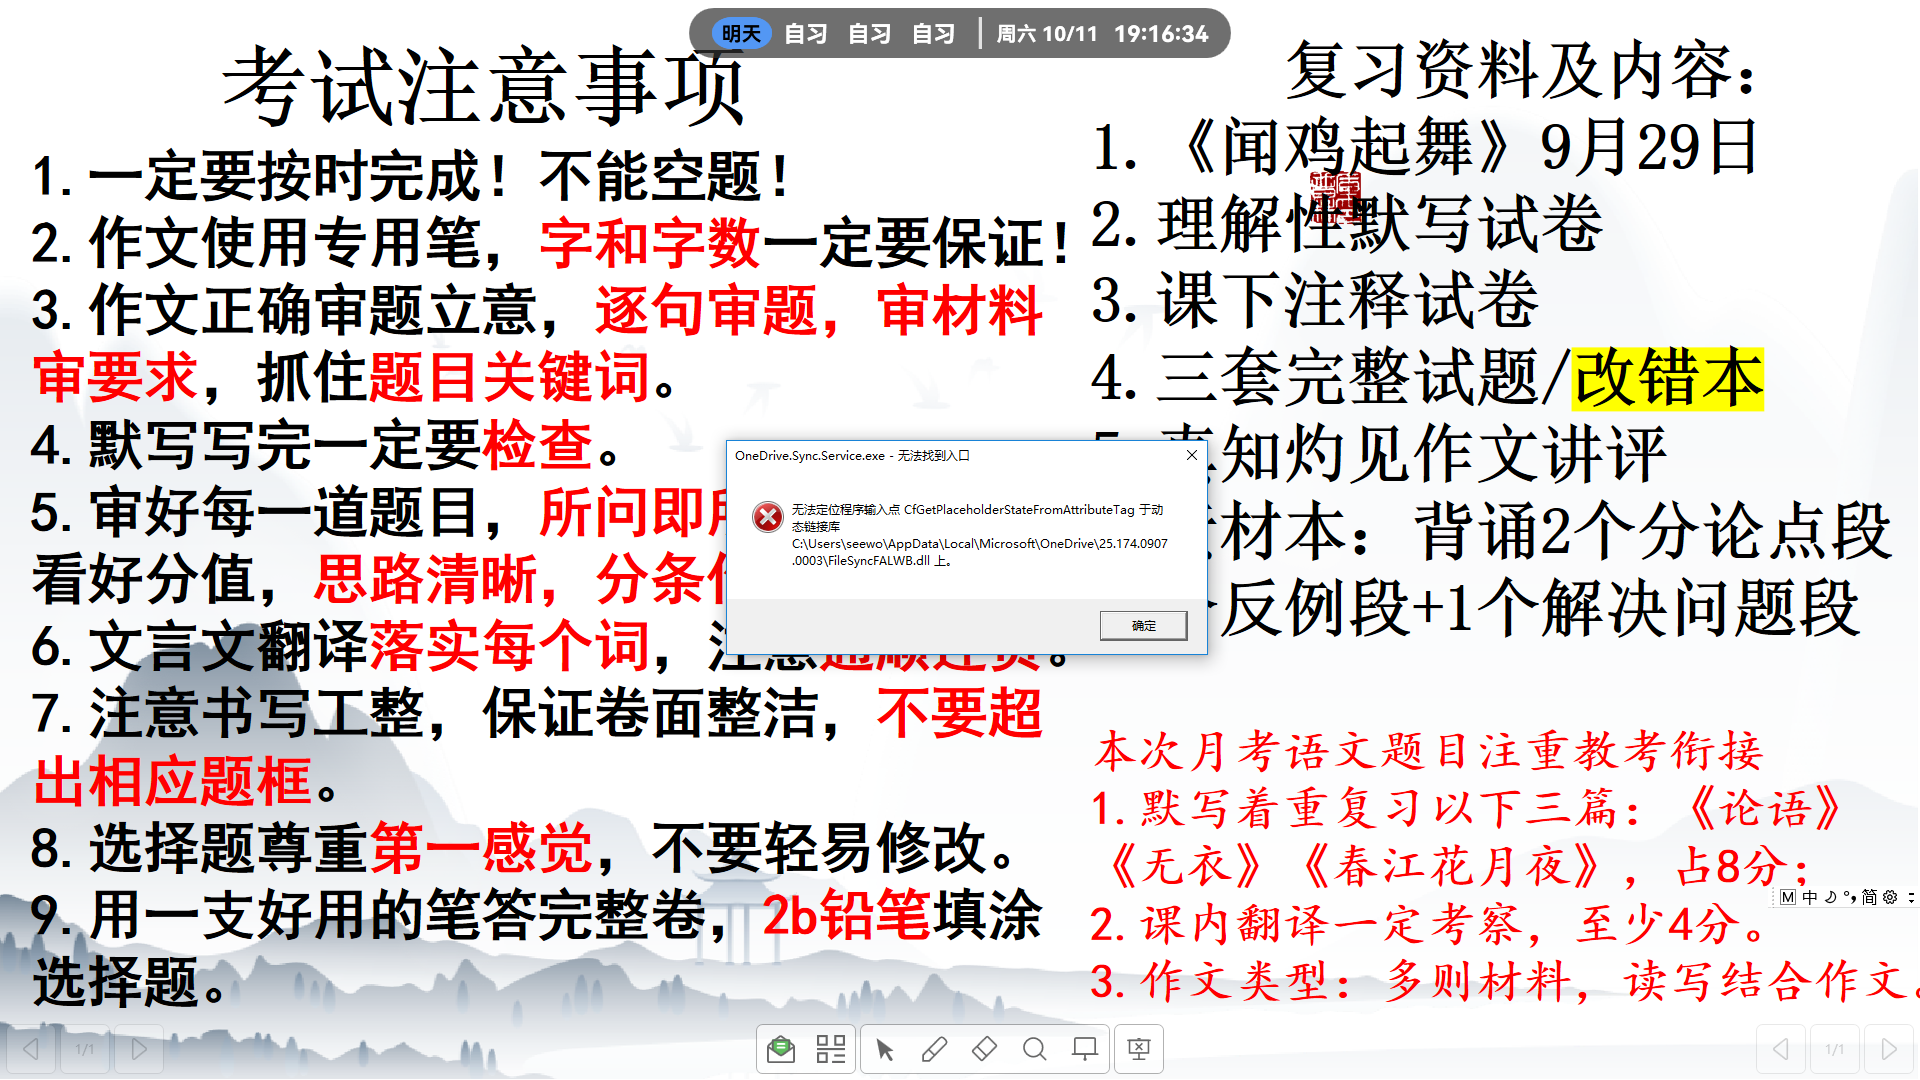 明天 自习 自习 自习 周六 10/11 19:16:34
考试注意事项
1.一定要按时完成！不能空题！
2.作文使用专用笔，字和字数一定要保证！
3.作文正确审题立意，逐句审题，审材料
审要求，抓住题目关键词。
4.默写写完一定要检查。
5.审好每一道题目，所问即
看好分值，思路清晰，分条
6.文言文翻译落实每个词，
7.注意书写工整，保证卷面整洁，不要超
出相应题框。
8.选择题尊重第一感觉，不要轻易修改。
9.用一支好用的笔答完整卷，2b铅笔填涂
选择题。
复习资料及内容：
1.《闻鸡起舞》9月29日
2.理解性默写试卷
3.课下注释试卷
4.三套完整试题/改错本
知灼见作文讲评
材本：背诵2个分论点段
反例段+1个解决问题段
本次月考语文题目注重教考衔接
1.默写着重复习以下三篇：《论语》
《无衣》《春江花月夜》，占8分；
2.课内翻译一定考察，至少4分。
3.作文类型：多则材料，读写结合作文。
OneDrive.Sync.Service.exe - 无法找到入口
无法定位程序输入点 CfGetPlaceholderStateFromAttributeTag 于动
态链接库
C:\Users\seewo\AppData\Local\Microsoft\OneDrive\25.174.0907
.0003\FileSyncFALWB.dll 上。
确定
M 中 简
1/1
1/1